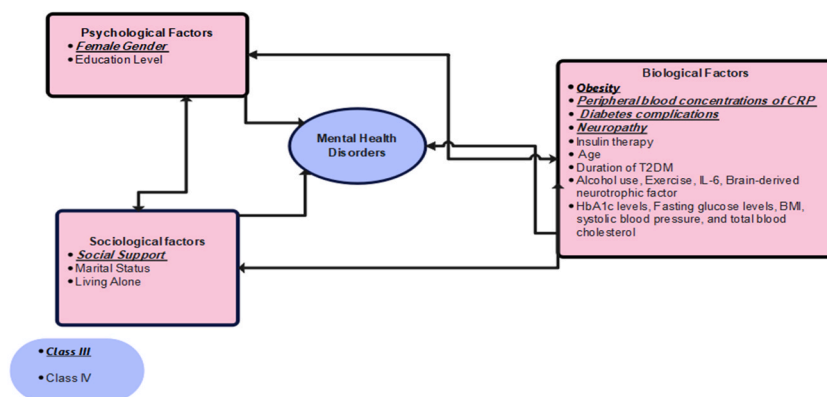 Psychological Factors
Female Gender
Education Level
Biological Factors
Obesity
Peripheral blood concentrations of CRP
Diabetes complications
Neuropathy
Insulin therapy
Age
Duration of T2DM
Alcohol use, Exercise, IL-6, Brain-derived
neurotrophic factor
HbA1c levels, Fasting glucose levels, BMI,
systolic blood pressure, and total blood
cholesterol
Mental Health
Disorders
Sociological factors
Social Support
Marital Status
Living Alone
Class III
Class IV